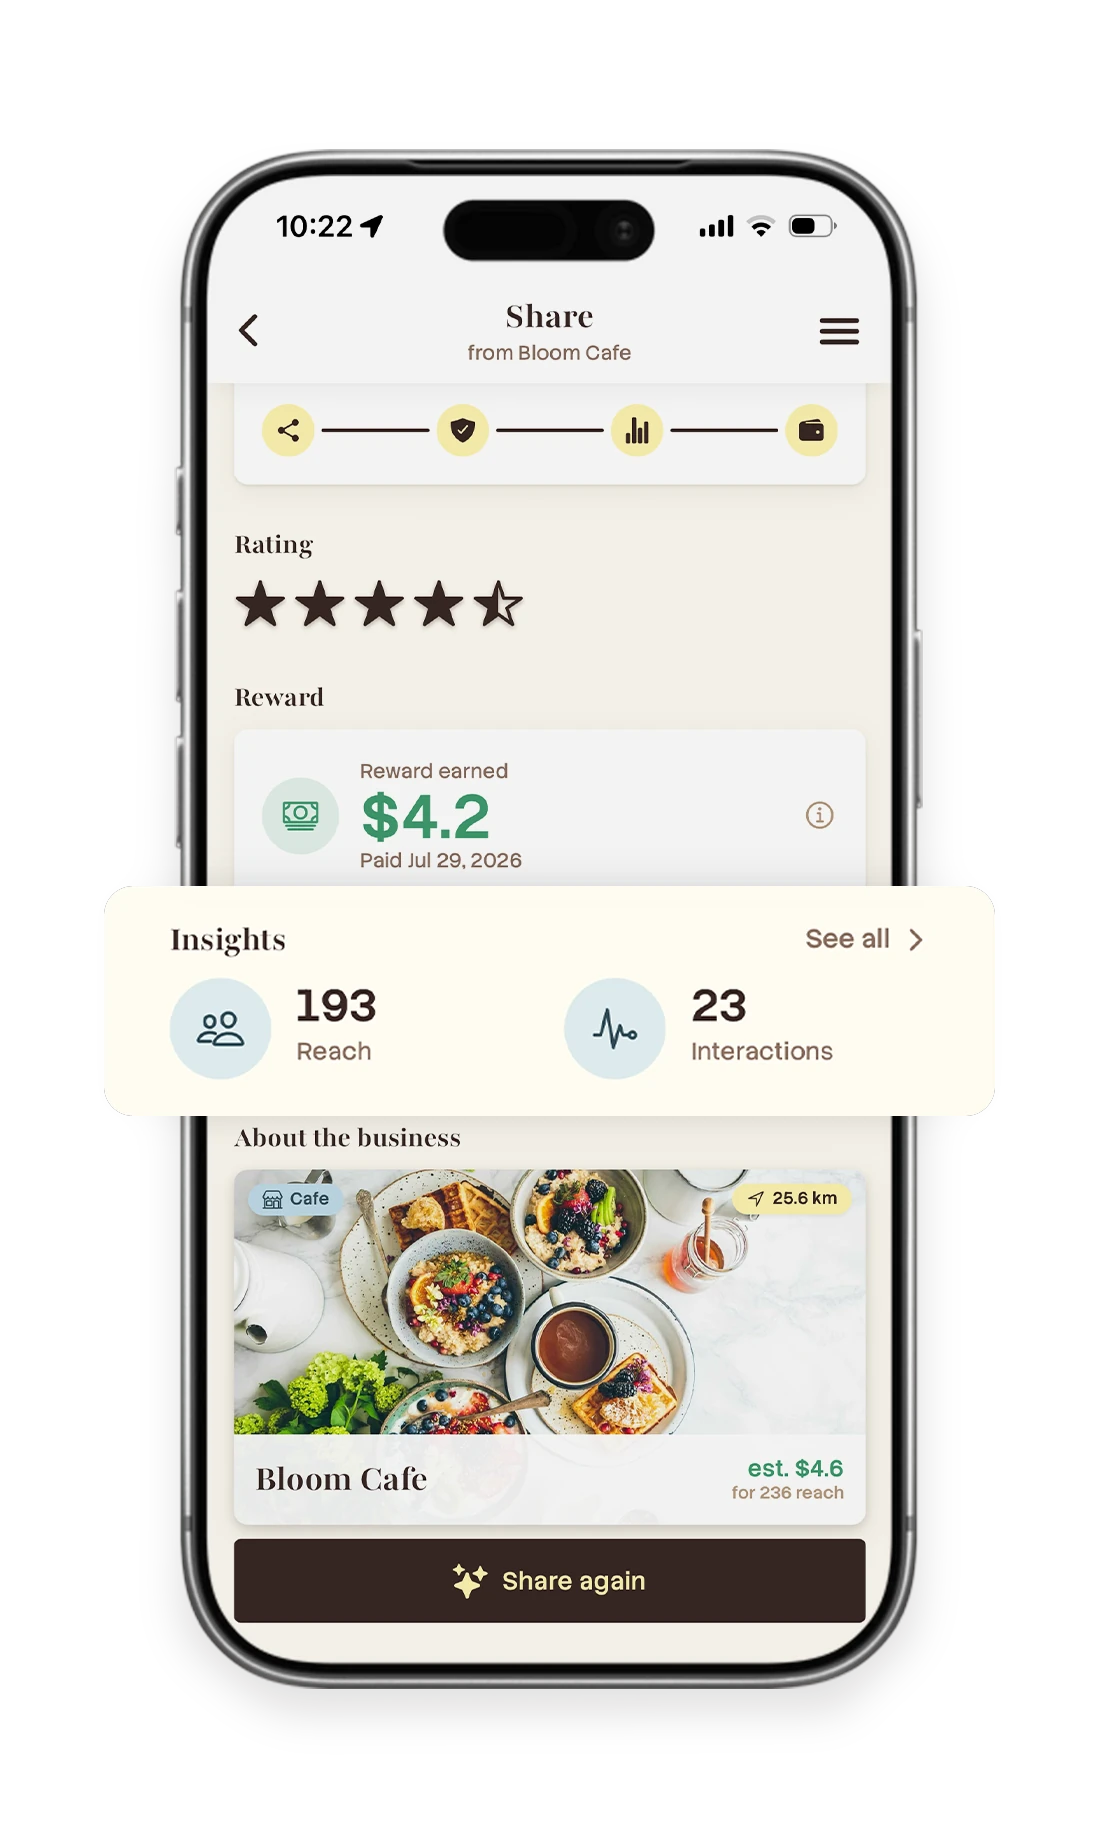 10:22
Share
from Bloom Cafe
Rating
Reward
Reward earned
$4.2
Paid Jul 29, 2026
Insights
See all
193
Reach
23
Interactions
About the business
Cafe
25.6 km
Bloom Cafe
est. $4.6
for 236 reach
Share again